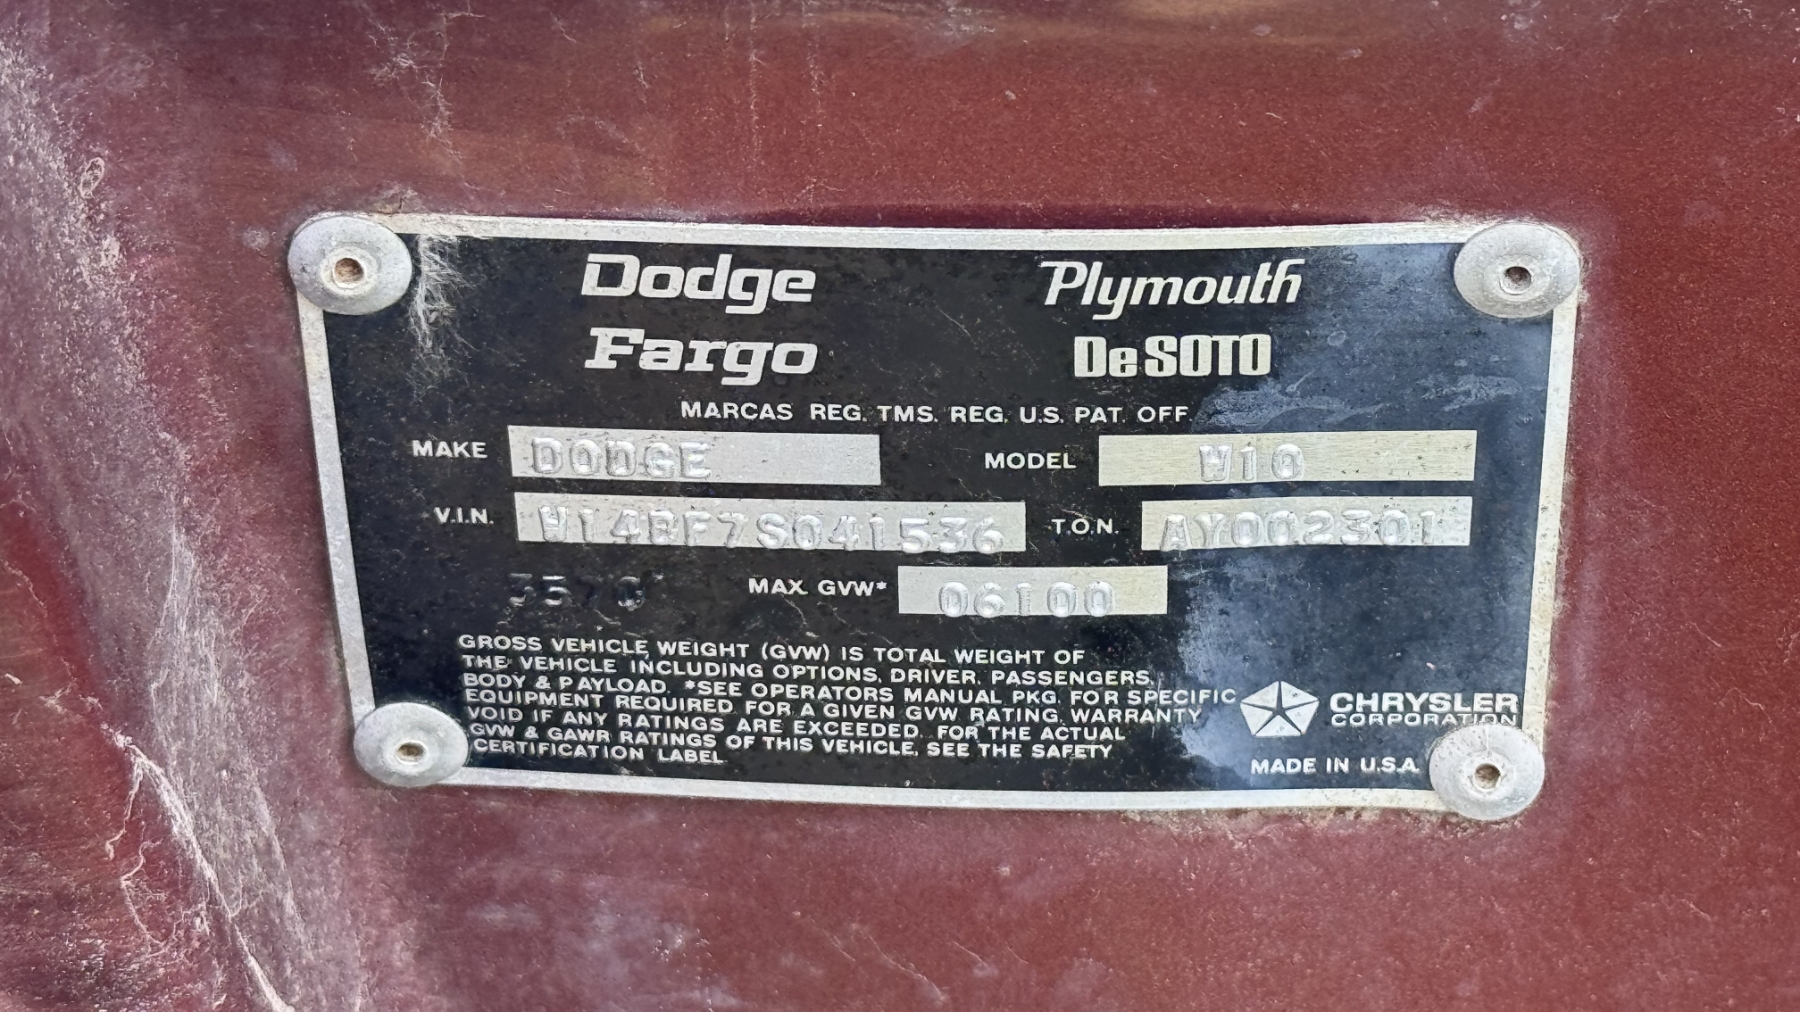 Dodge Plymouth
Fargo DeSOTO
MARCAS REG. TMS. REG. U.S. PAT. OFF.
MAKE DODGE MODEL W10
V.I.N. W14BF7S041536 T.O.N. AY002301
3570 MAX. GVW* 06100
GROSS VEHICLE WEIGHT (GVW) IS TOTAL WEIGHT OF
THE VEHICLE INCLUDING OPTIONS, DRIVER, PASSENGERS,
BODY & PAYLOAD. *SEE OPERATORS MANUAL PKG. FOR SPECIFIC
EQUIPMENT REQUIRED FOR A GIVEN GVW RATING. WARRANTY
VOID IF ANY RATINGS ARE EXCEEDED. FOR THE ACTUAL
GVW & GAWR RATINGS OF THIS VEHICLE, SEE THE SAFETY
CERTIFICATION LABEL.
CHRYSLER
CORPORATION
MADE IN U.S.A.